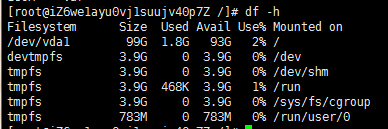 [root@iZ6we1ayu0vj1suujv40p7Z /]# df -h
Filesystem      Size  Used Avail Use% Mounted on
/dev/vda1        99G  1.8G   93G   2% /
devtmpfs        3.9G     0  3.9G   0% /dev
tmpfs           3.9G     0  3.9G   0% /dev/shm
tmpfs           3.9G  468K  3.9G   1% /run
tmpfs           3.9G     0  3.9G   0% /sys/fs/cgroup
tmpfs           783M     0  783M   0% /run/user/0